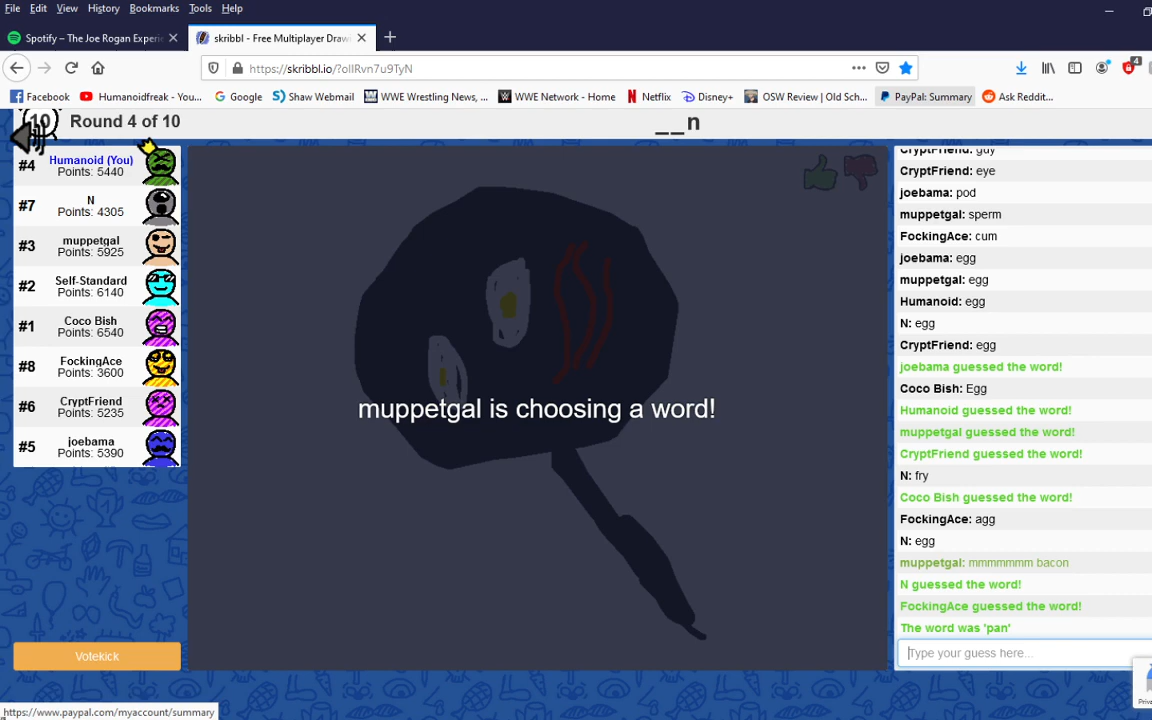 File Edit View History Bookmarks Tools Help
Spotify – The Joe Rogan Experi
skribbl - Free Multiplayer Drawi
https://skribbl.io/?olIRvn7u9TyN
4
Facebook Humanoidfreak - You... Google Shaw Webmail WWE Wrestling News, ... WWE Network - Home Netflix Disney+ OSW Review | Old Sch... PayPal: Summary Ask Reddit...
10 Round 4 of 10 __n
#4 Humanoid (You)
Points: 5440
#7 N
Points: 4305
#3 muppetgal
Points: 5925
#2 Self-Standard
Points: 6140
#1 Coco Bish
Points: 6540
#8 FockingAce
Points: 3600
#6 CryptFriend
Points: 5235
#5 joebama
Points: 5390
Votekick
muppetgal is choosing a word!
CryptFriend: guy
CryptFriend: eye
joebama: pod
muppetgal: sperm
FockingAce: cum
joebama: egg
muppetgal: egg
Humanoid: egg
N: egg
CryptFriend: egg
joebama guessed the word!
Coco Bish: Egg
Humanoid guessed the word!
muppetgal guessed the word!
CryptFriend guessed the word!
N: fry
Coco Bish guessed the word!
FockingAce: agg
N: egg
muppetgal: mmmmmmm bacon
N guessed the word!
FockingAce guessed the word!
The word was 'pan'
Type your guess here...
Priva
https://www.paypal.com/myaccount/summary